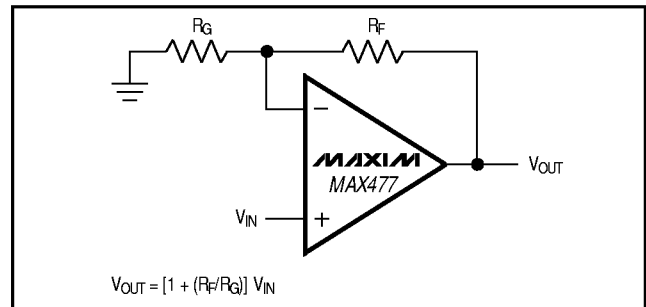 RG
RF
−
MAXIM
MAX477
VOUT
VIN
+
VOUT = [1 + (RF/RG)] VIN